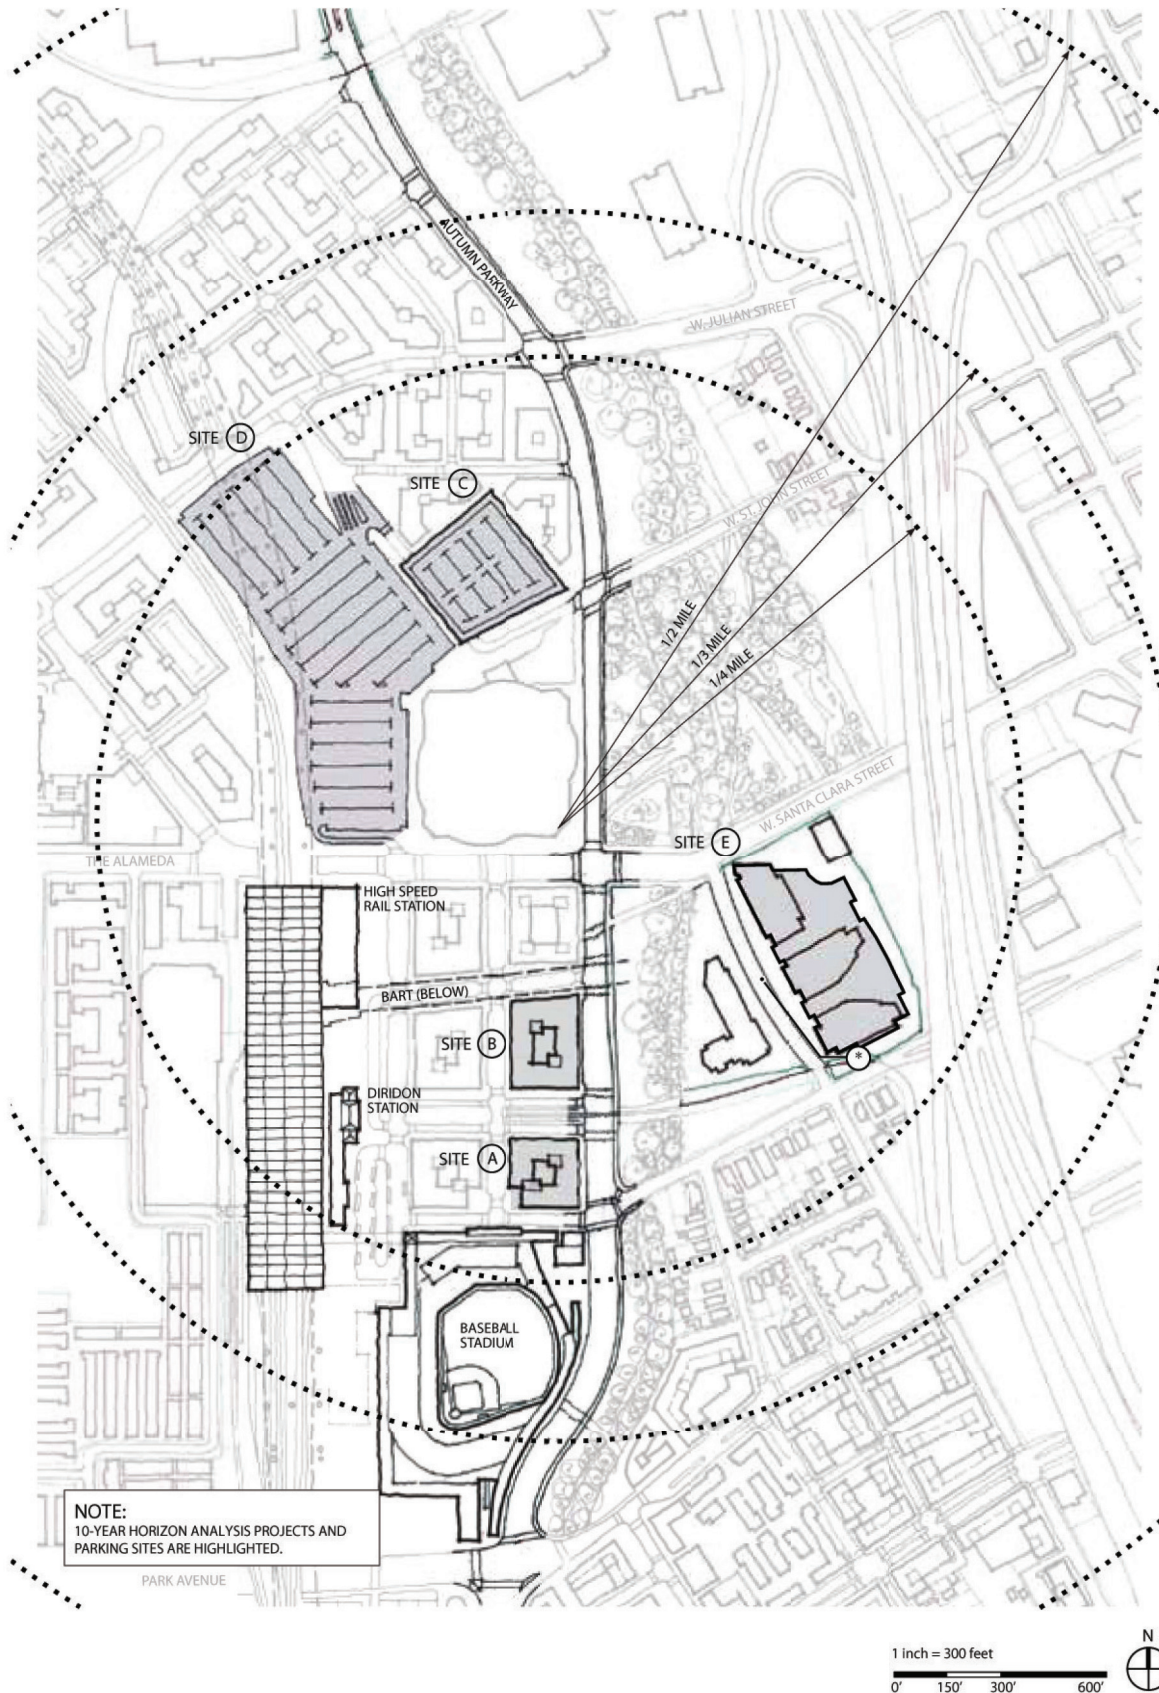 AUTUMN PARKWAY
W. JULIAN STREET
SITE D
SITE C
W. ST. JOHN STREET
1/2 MILE
1/3 MILE
1/4 MILE
W. SANTA CLARA STREET
SITE E
THE ALAMEDA
HIGH SPEED
RAIL STATION
BART (BELOW)
SITE B
*
DIRIDON
STATION
SITE A
BASEBALL
STADIUM
NOTE:
10-YEAR HORIZON ANALYSIS PROJECTS AND
PARKING SITES ARE HIGHLIGHTED.
PARK AVENUE
N
1 inch = 300 feet
0' 150' 300' 600'